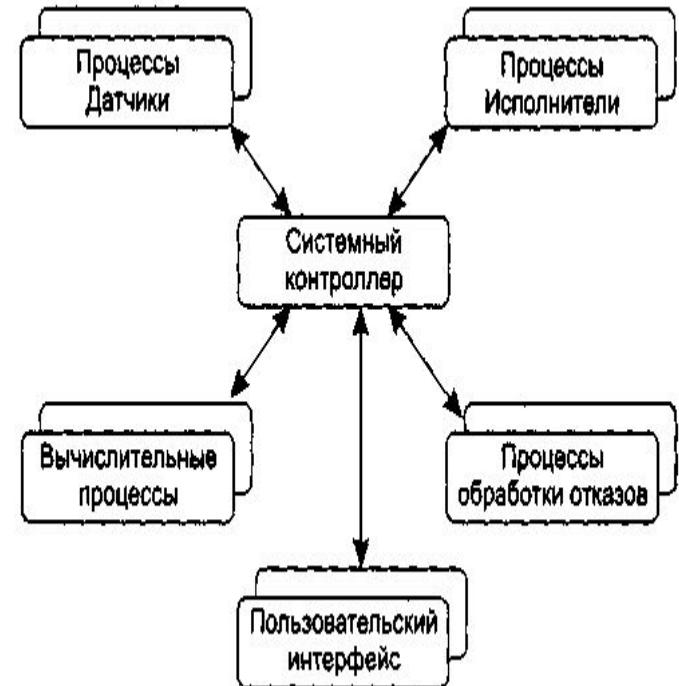 Процессы
Датчики
Процессы
Исполнители
Системный
контроллер
Вычислительные
процессы
Процессы
обработки отказов
Пользовательский
интерфейс